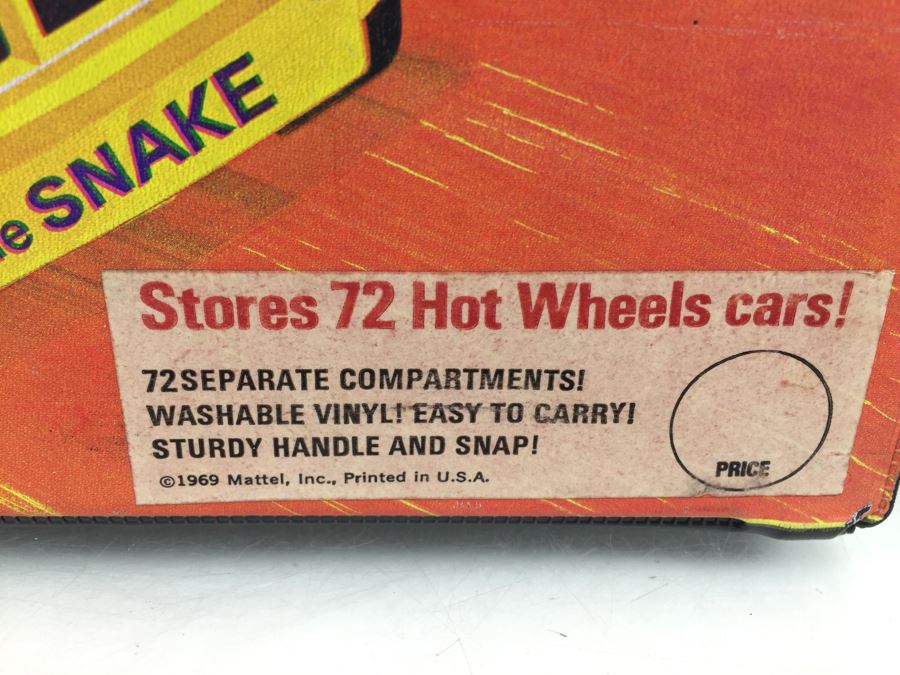 the SNAKE
Stores 72 Hot Wheels cars!
72 SEPARATE COMPARTMENTS!
WASHABLE VINYL! EASY TO CARRY!
STURDY HANDLE AND SNAP!
©1969 Mattel, Inc., Printed in U.S.A.
PRICE